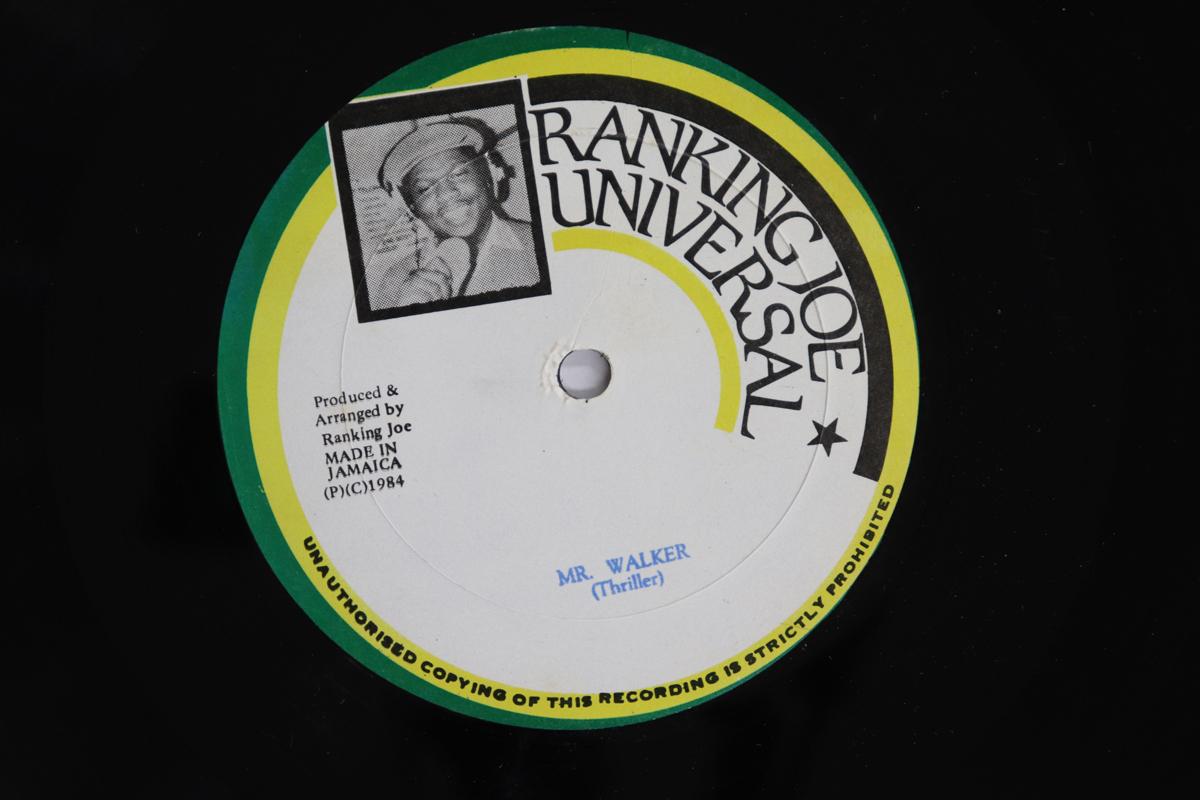 RANKING JOE
UNIVERSAL
Produced &
Arranged by
Ranking Joe
MADE IN
JAMAICA
(P)(C)1984
MR. WALKER
(Thriller)
UNAUTHORISED COPYING OF THIS RECORDING IS STRICTLY PROHIBITED